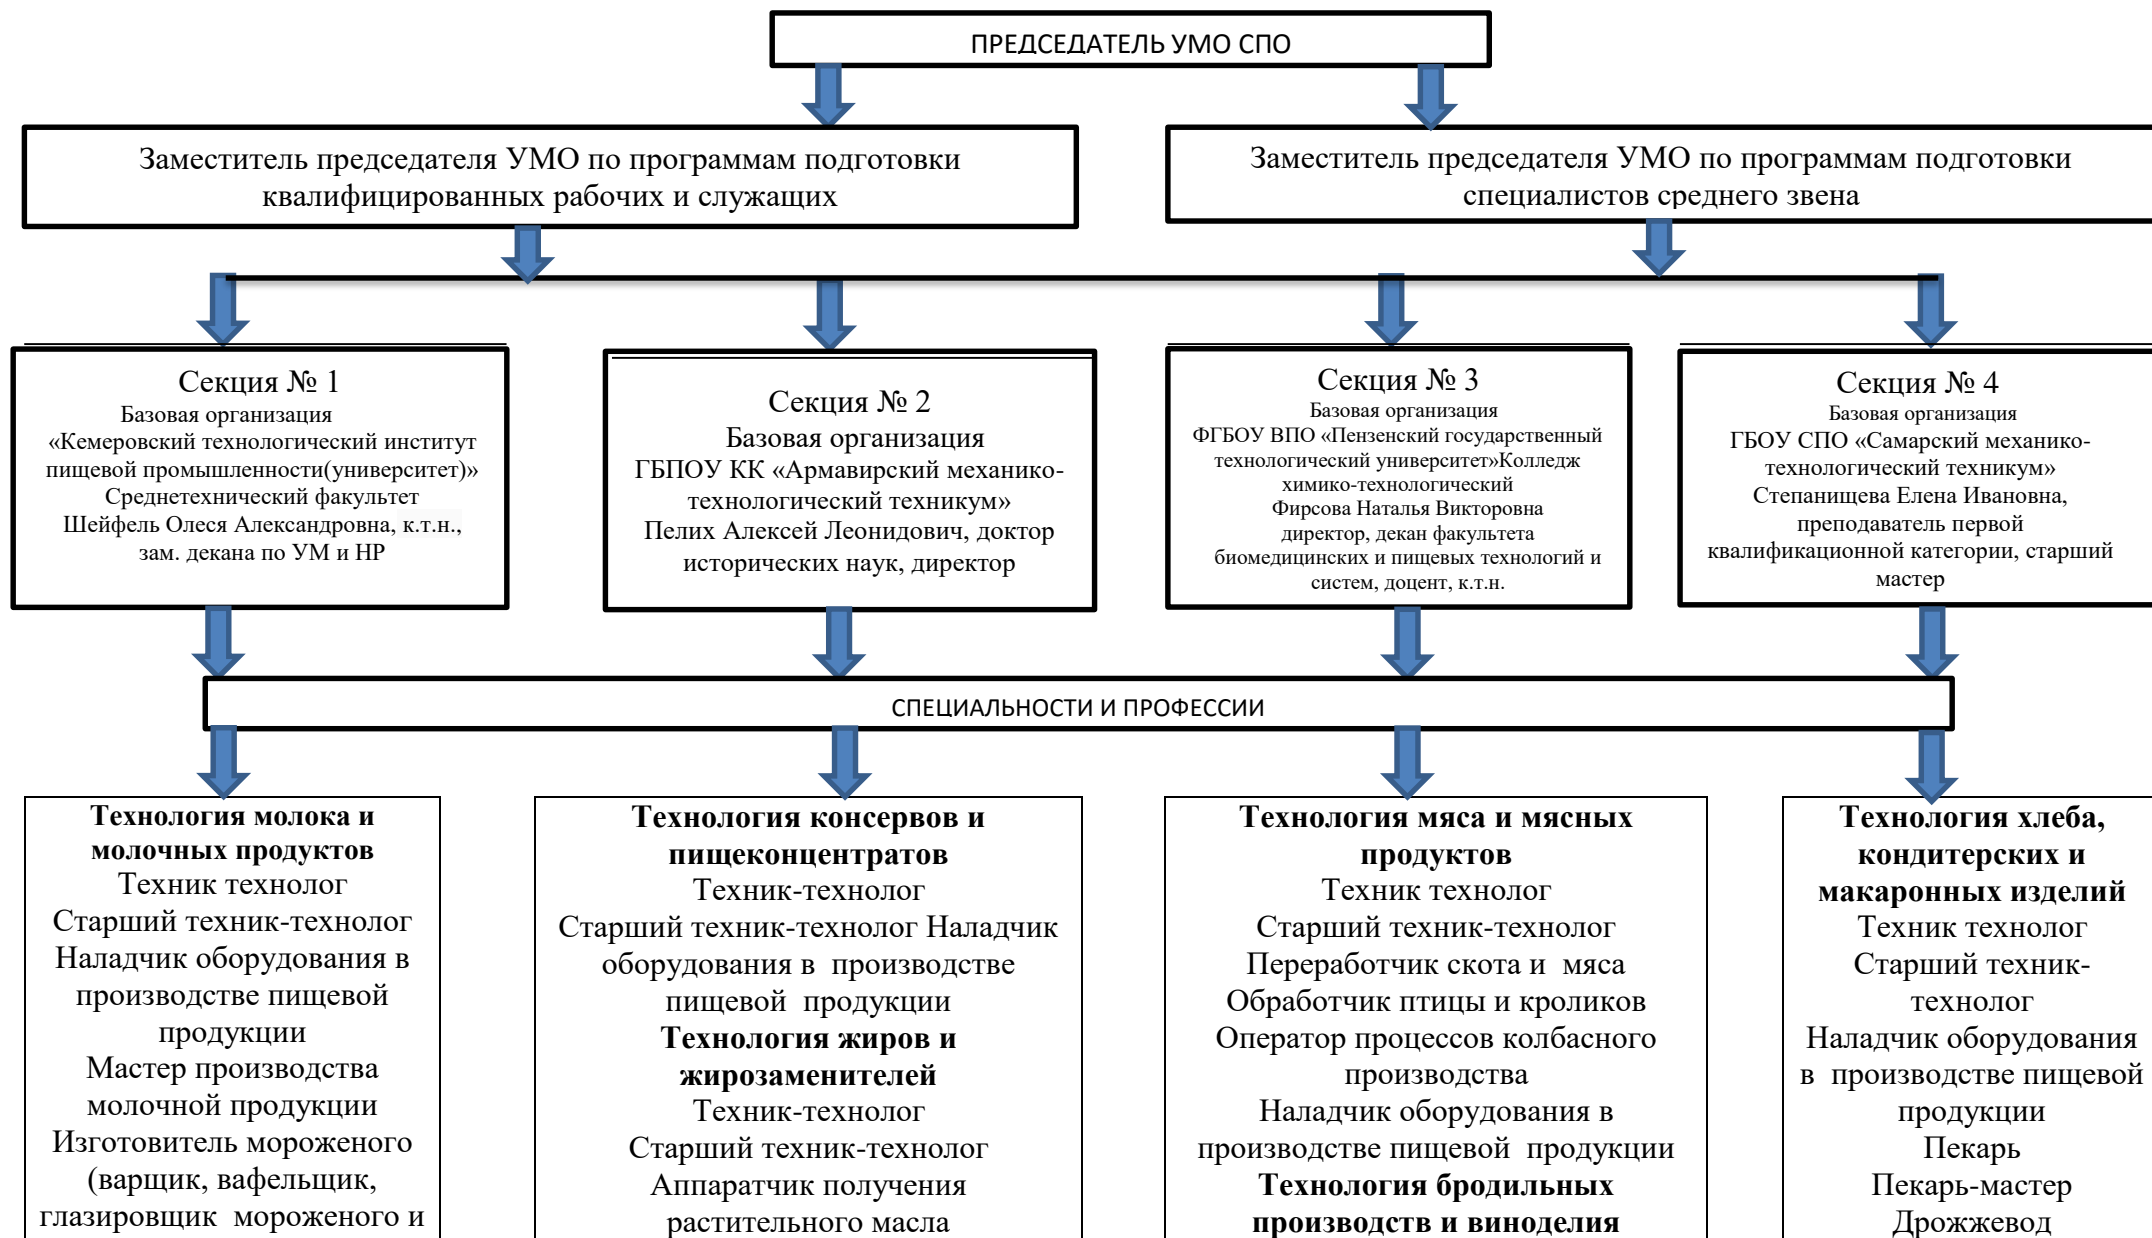 ПРЕДСЕДАТЕЛЬ УМО СПО
Заместитель председателя УМО по программам подготовки
квалифицированных рабочих и служащих
Заместитель председателя УМО по программам подготовки
специалистов среднего звена
Секция № 1
Базовая организация
«Кемеровский технологический институт
пищевой промышленности(университет)»
Среднетехнический факультет
Шейфель Олеся Александровна, к.т.н.,
зам. декана по УМ и НР
Секция № 2
Базовая организация
ГБПОУ КК «Армавирский механико-
технологический техникум»
Пелих Алексей Леонидович, доктор
исторических наук, директор
Секция № 3
Базовая организация
ФГБОУ ВПО «Пензенский государственный
технологический университет»Колледж
химико-технологический
Фирсова Наталья Викторовна
директор, декан факультета
биомедицинских и пищевых технологий и
систем, доцент, к.т.н.
Секция № 4
Базовая организация
ГБОУ СПО «Самарский механико-
технологический техникум»
Степанищева Елена Ивановна,
преподаватель первой
квалификационной категории, старший
мастер
СПЕЦИАЛЬНОСТИ И ПРОФЕССИИ
Технология молока и
молочных продуктов
Техник технолог
Старший техник-технолог
Наладчик оборудования в
производстве пищевой
продукции
Мастер производства
молочной продукции
Изготовитель мороженого
(варщик, вафельщик,
глазировщик мороженого и
Технология консервов и
пищеконцентратов
Техник-технолог
Старший техник-технолог Наладчик
оборудования в производстве
пищевой продукции
Технология жиров и
жирозаменителей
Техник-технолог
Старший техник-технолог
Аппаратчик получения
растительного масла
Технология мяса и мясных
продуктов
Техник технолог
Старший техник-технолог
Переработчик скота и мяса
Обработчик птицы и кроликов
Оператор процессов колбасного
производства
Наладчик оборудования в
производстве пищевой продукции
Технология бродильных
производств и виноделия
Технология хлеба,
кондитерских и
макаронных изделий
Техник технолог
Старший техник-
технолог
Наладчик оборудования
в производстве пищевой
продукции
Пекарь
Пекарь-мастер
Дрожжевод